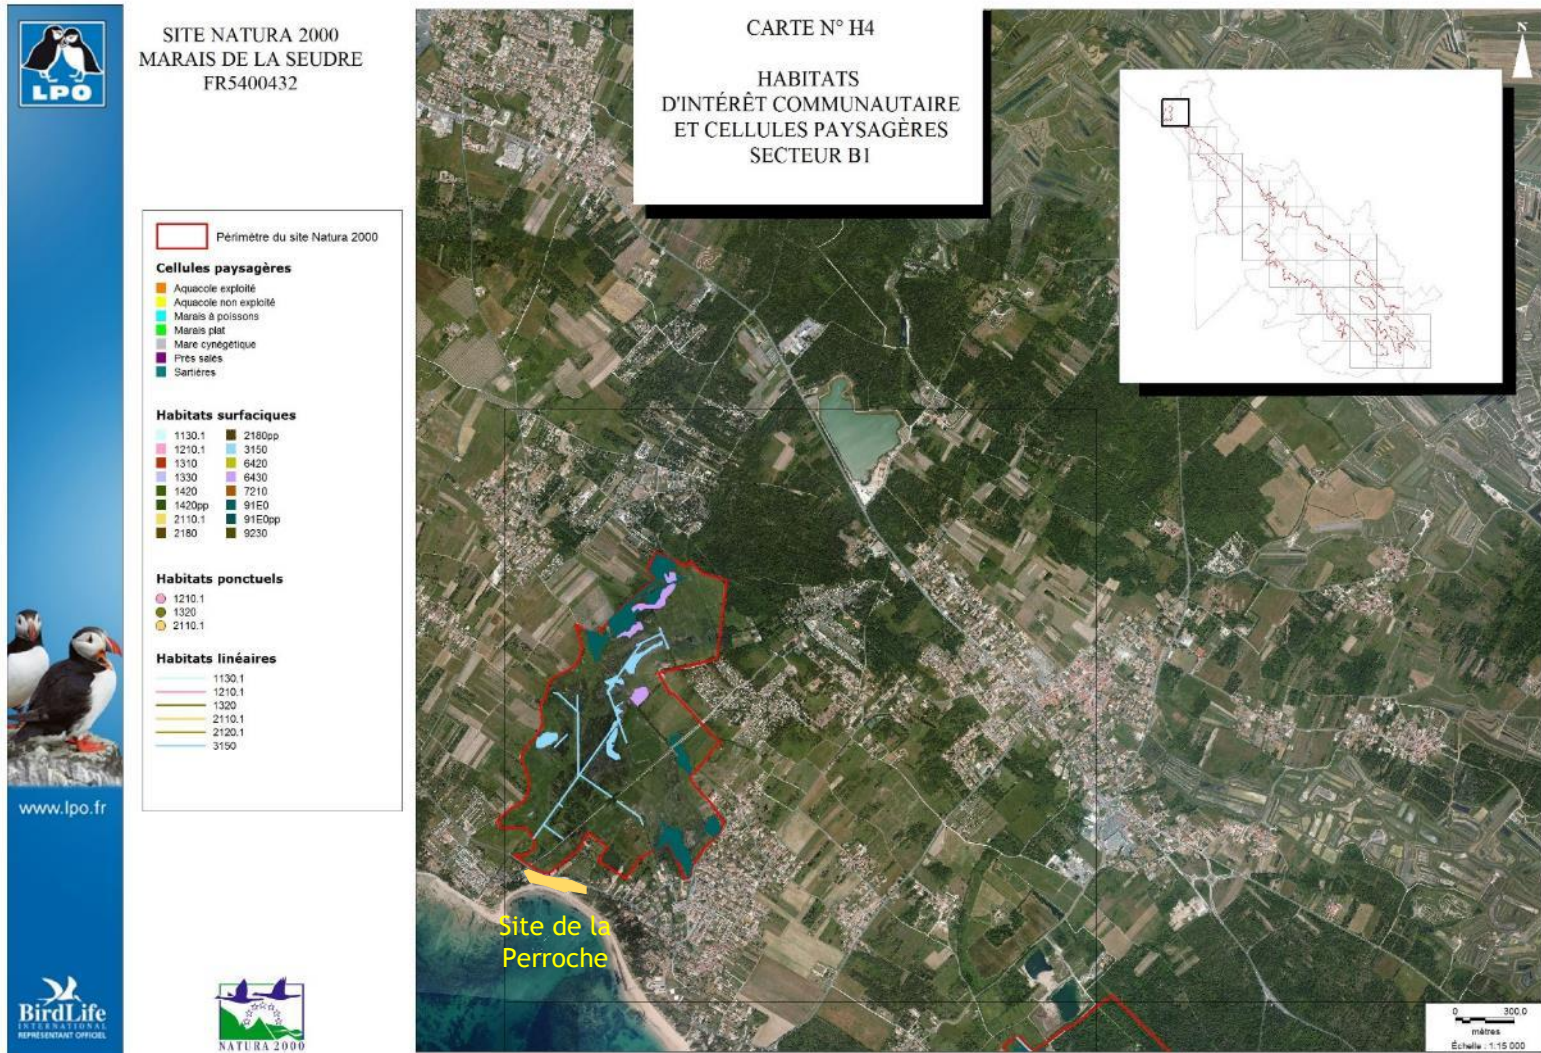 SITE NATURA 2000
MARAIS DE LA SEUDRE
FR5400432
LPO
CARTE N° H4
HABITATS
D'INTÉRÊT COMMUNAUTAIRE
ET CELLULES PAYSAGÈRES
SECTEUR B1
N
Périmètre du site Natura 2000
Cellules paysagères
Aquacole exploité
Aquacole non exploité
Marais à poissons
Marais plat
Mare cynégétique
Prés salés
Sartières
Habitats surfaciques
1130.1
1210.1
1310
1330
1420
1420pp
2110.1
2180
2180pp
3150
6420
6430
7210
91E0
91E0pp
9230
Habitats ponctuels
1210.1
1320
2110.1
Habitats linéaires
1130.1
1210.1
1320
2110.1
2120.1
3150
www.lpo.fr
Site de la
Perroche
BirdLife
INTERNATIONAL
REPRÉSENTANT OFFICIEL
NATURA 2000
0 300.0
mètres
Échelle : 1:15 000